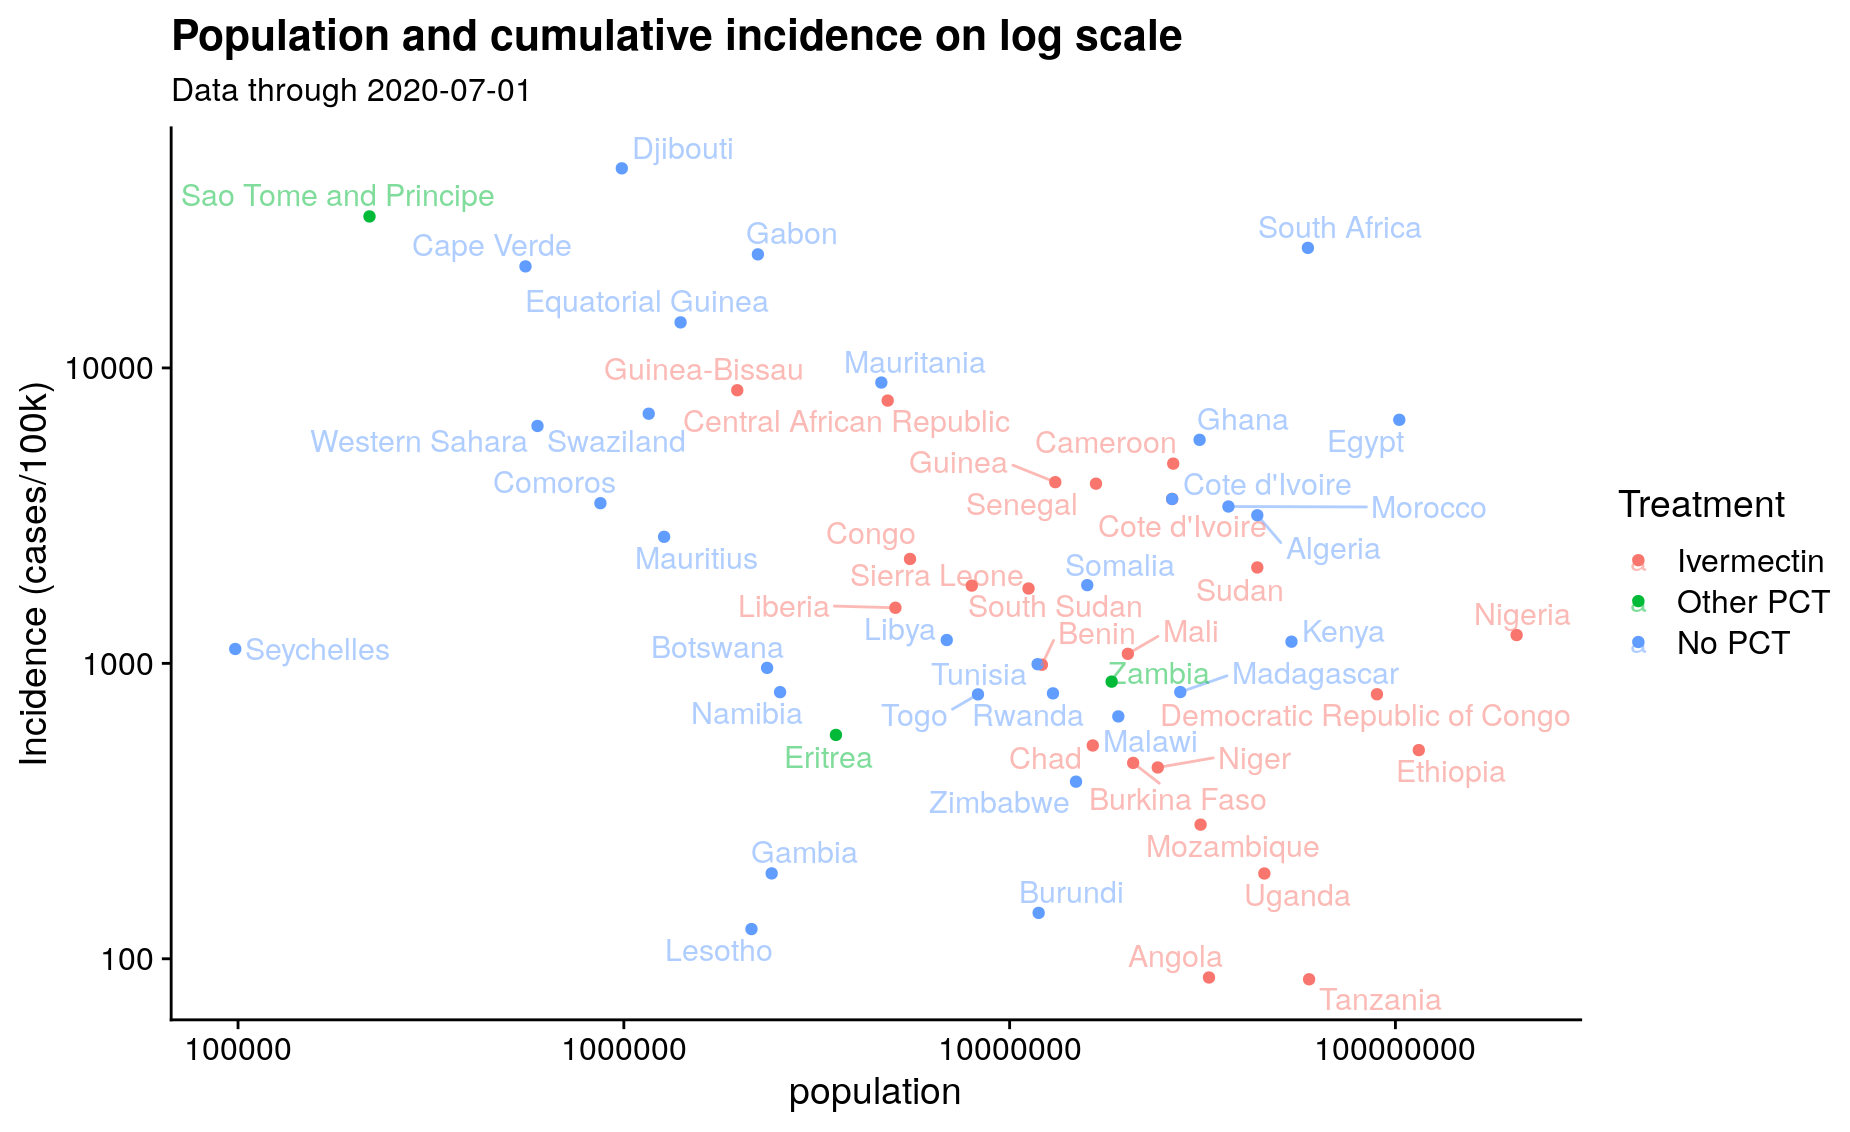 Population and cumulative incidence on log scale
Data through 2020-07-01
Djibouti
Sao Tome and Principe
South Africa
Gabon
Cape Verde
Equatorial Guinea
10000
Mauritania
Guinea-Bissau
Ghana
Central African Republic
Western Sahara
Swaziland
Cameroon
Egypt
Guinea
Comoros
Cote d'Ivoire
Senegal
Morocco
Treatment
Cote d'Ivoire
Congo
Algeria
Mauritius
Ivermectin
Somalia
Sierra Leone
Sudan
Other PCT
Liberia
South Sudan
Nigeria
Libya
Benin
Mali
Kenya
No PCT
Botswana
Seychelles
1000
Tunisia
Zambia
Madagascar
Namibia
Togo
Rwanda
Democratic Republic of Congo
Malawi
Eritrea
Chad
Niger
Ethiopia
Zimbabwe
Burkina Faso
Mozambique
Gambia
Burundi
Uganda
Lesotho
100
Angola
Tanzania
100000
1000000
10000000
100000000
population
Incidence (cases/100k)
a
a
a